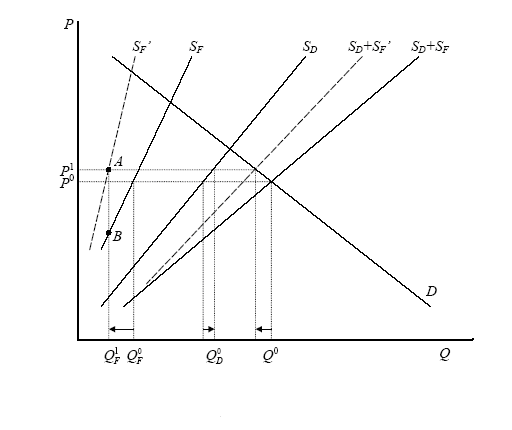 P
S_F' S_F S_D S_D+S_F' S_D+S_F
A
P^1
P^0
B
D
Q_F^1 Q_F^0 Q_D^0 Q^0 Q